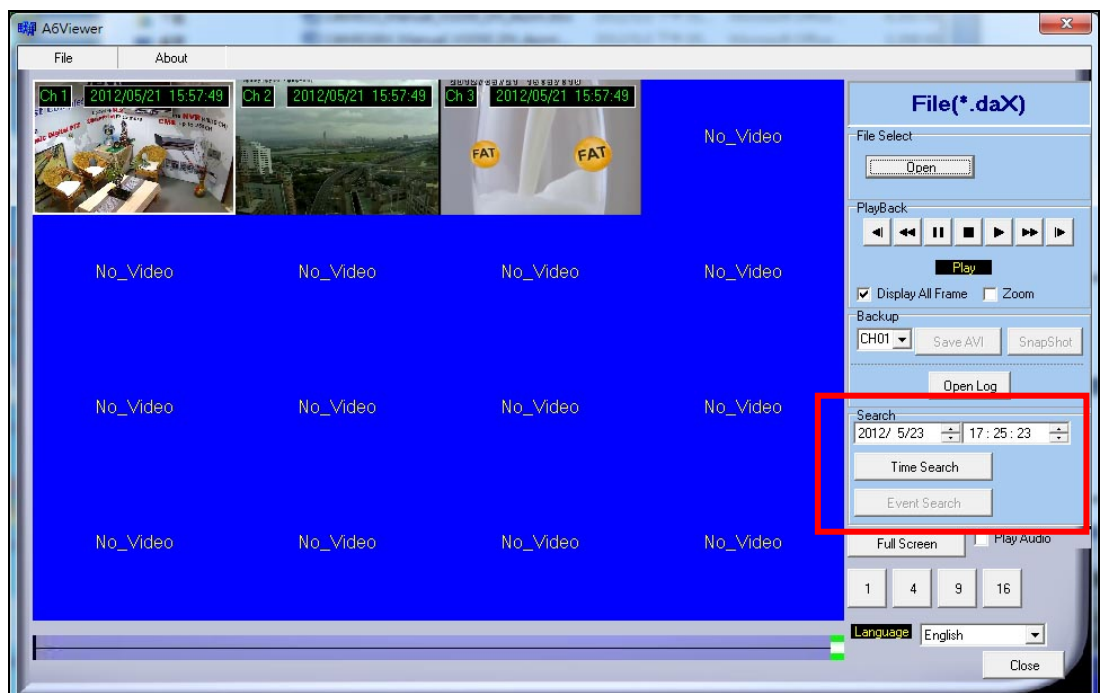 A6Viewer
File About
Ch 1 2012/05/21 15:57:49 Ch 2 2012/05/21 15:57:49 Ch 3 2012/05/21 15:57:49
FAT FAT
No_Video
No_Video No_Video No_Video No_Video
No_Video No_Video No_Video No_Video
No_Video No_Video No_Video No_Video
File(*.daX)
File Select
Open
PlayBack
Play
Display All Frame Zoom
Backup
CH01 Save AVI SnapShot
Open Log
Search
2012/ 5/23 17 : 25 : 23
Time Search
Event Search
Full Screen Play Audio
1 4 9 16
Language English
Close